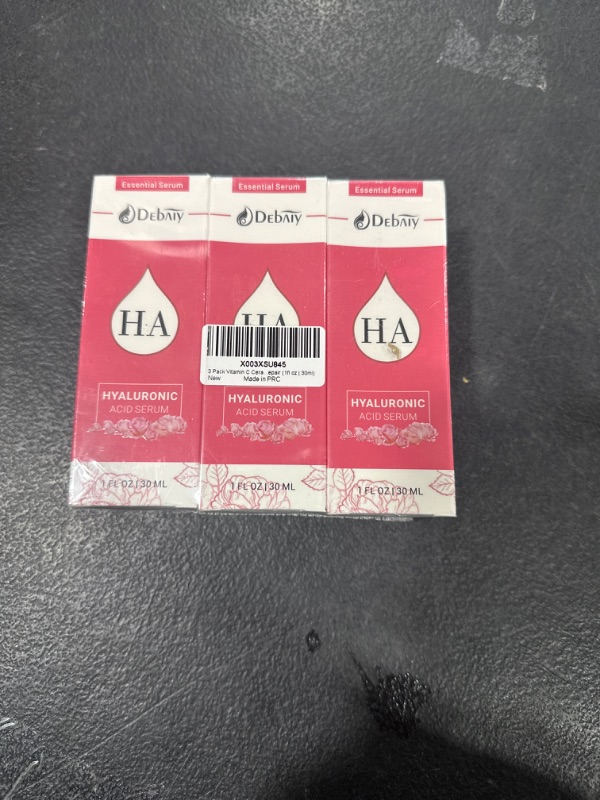 Essential Serum
DEBAIY
HA
HYALURONIC
ACID SERUM
1 FL OZ | 30 ML
Essential Serum
DEBAIY
HA
X003XSU845
3 Pack Vitamin C Cera...epair (1fl oz | 30ml)
New
Made in PRC
HYALURONIC
ACID SERUM
1 FL OZ | 30 ML
Essential Serum
DEBAIY
HA
HYALURONIC
ACID SERUM
1 FL OZ | 30 ML